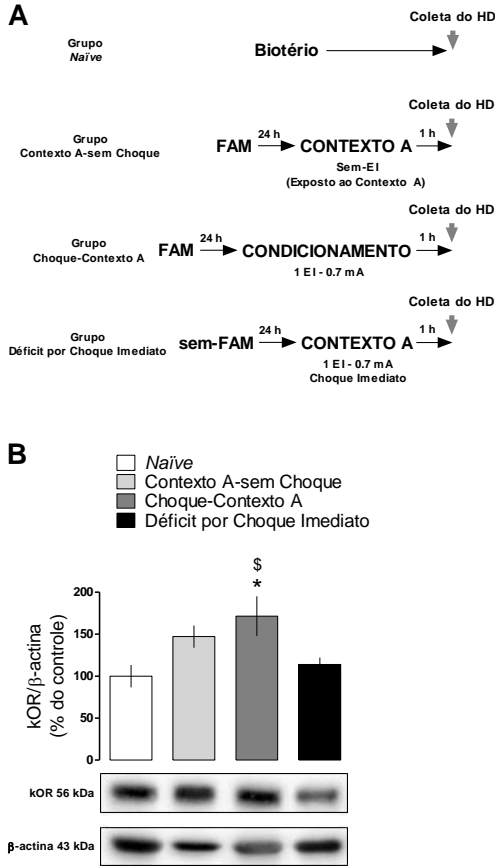 A
Coleta do HD
Grupo
Naïve
Biotério
Coleta do HD
Grupo
Contexto A-sem Choque
FAM
24 h
CONTEXTO A
1 h
Sem-EI
(Exposto ao Contexto A)
Coleta do HD
Grupo
Choque-Contexto A
FAM
24 h
CONDICIONAMENTO
1 h
1 EI - 0.7 mA
Coleta do HD
Grupo
Déficit por Choque Imediato
sem-FAM
24 h
CONTEXTO A
1 h
1 EI - 0.7 mA
Choque Imediato
B
Naïve
Contexto A-sem Choque
Choque-Contexto A
Déficit por Choque Imediato
kOR/β-actina
(% do controle)
200
150
100
50
0
$
*
kOR 56 kDa
β-actina 43 kDa